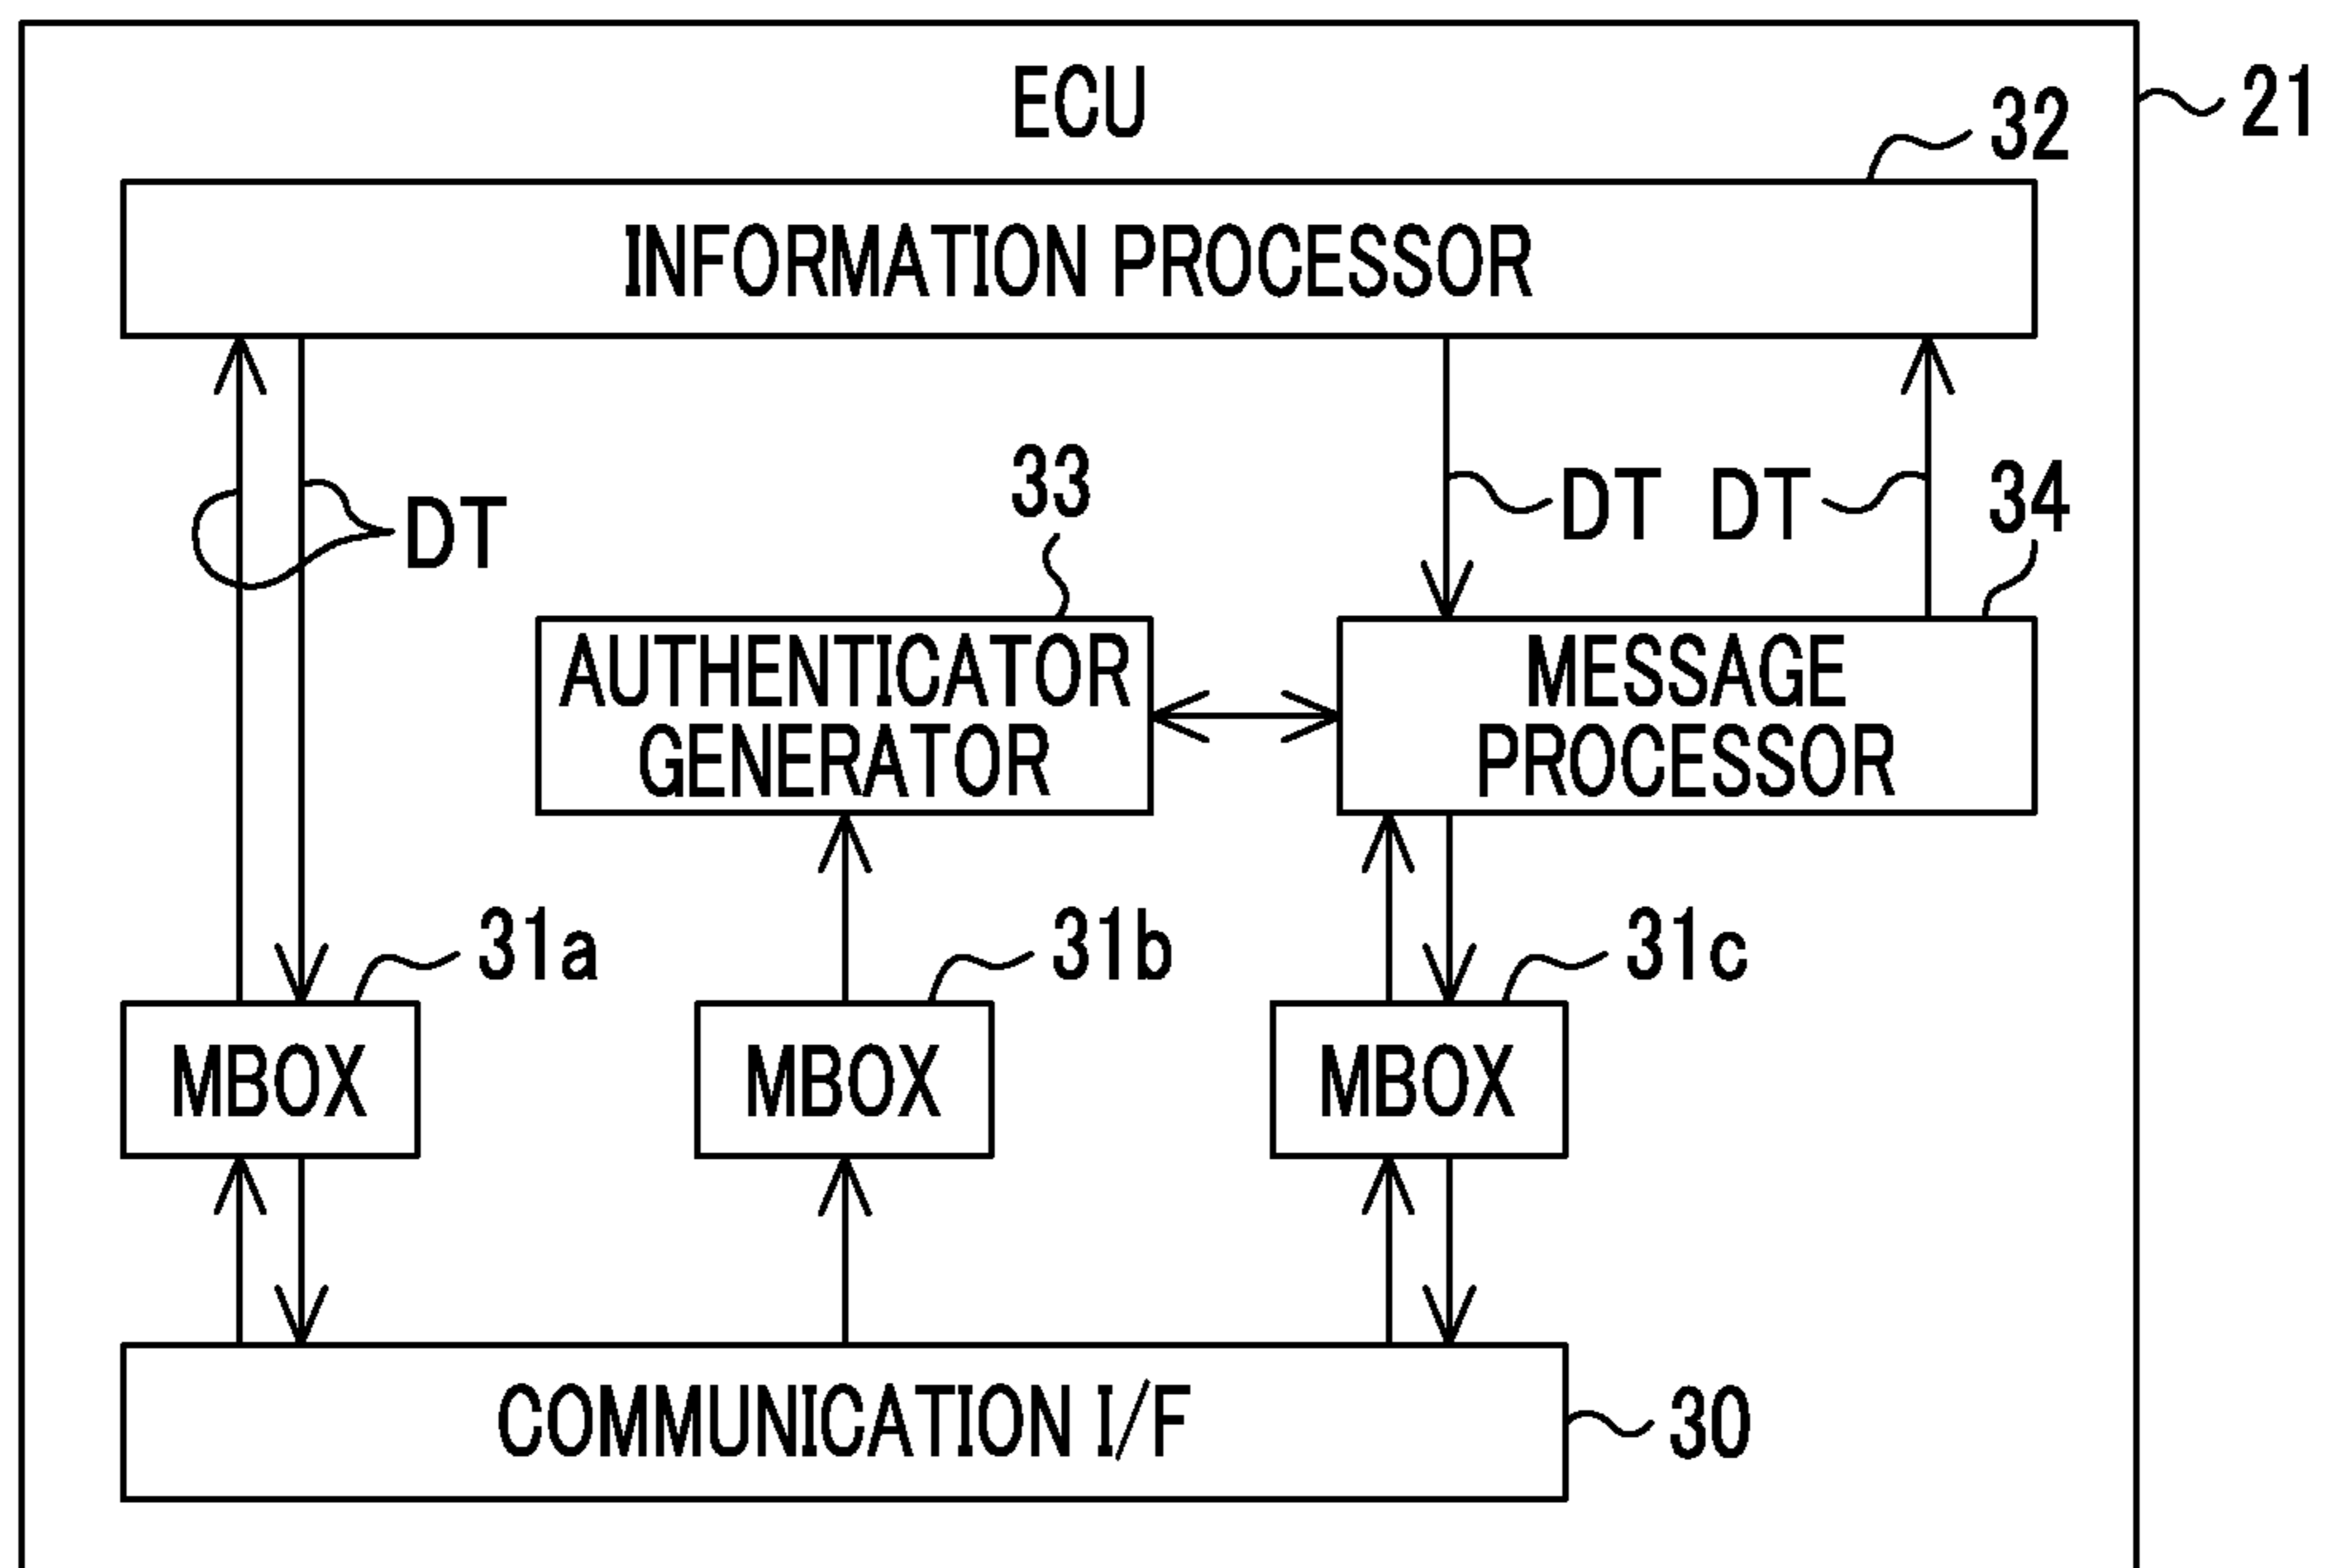 ECU
21
32
INFORMATION PROCESSOR
DT
33
DT DT
34
AUTHENTICATOR
GENERATOR
MESSAGE
PROCESSOR
31a
31b
31c
MBOX
MBOX
MBOX
COMMUNICATION I/F
30